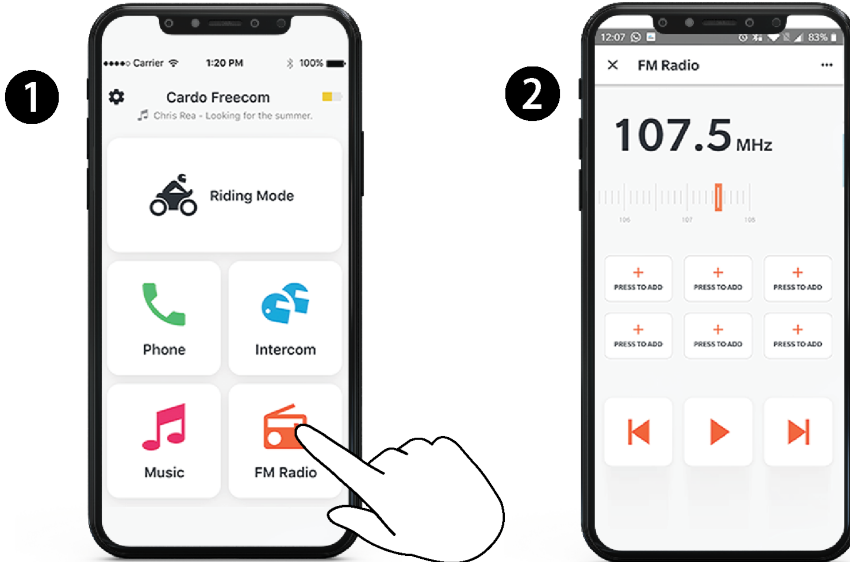 1
Carrier
1:20 PM
100%
Cardo Freecom
Chris Rea - Looking for the summer.
Riding Mode
Phone
Intercom
Music
FM Radio
2
12:07
83%
× FM Radio ...
107.5 MHz
106 107 108
+ + +
PRESS TO ADD PRESS TO ADD PRESS TO ADD
+ + +
PRESS TO ADD PRESS TO ADD PRESS TO ADD